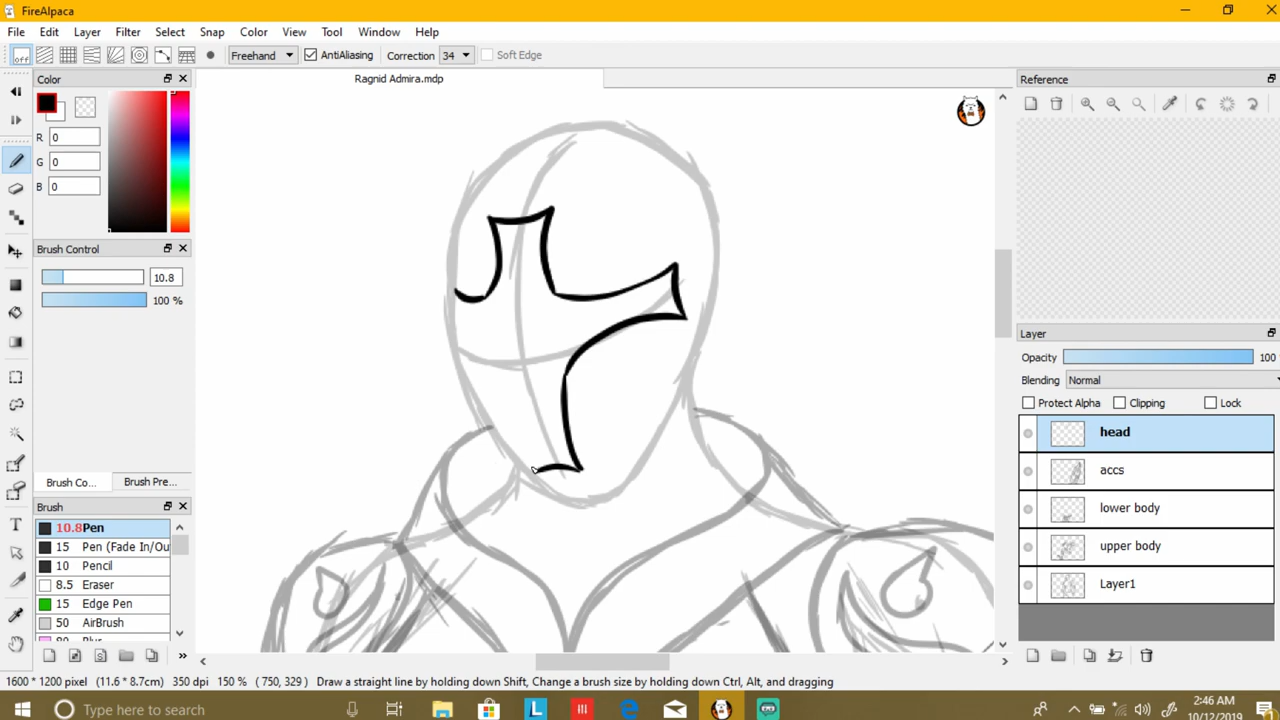 FireAlpaca
File Edit Layer Filter Select Snap Color View Tool Window Help
off Freehand AntiAliasing Correction 34 Soft Edge
Color
Ragnid Admira.mdp
Reference
R 0
G 0
B 0
Brush Control
10.8
100 %
Brush Co... Brush Pre...
Brush
10.8 Pen
15 Pen (Fade In/Ou
10 Pencil
8.5 Eraser
15 Edge Pen
50 AirBrush
80 Blur
Layer
Opacity 100
Blending Normal
Protect Alpha Clipping Lock
head
accs
lower body
upper body
Layer1
1600 * 1200 pixel (11.6 * 8.7cm) 350 dpi 150 % ( 750, 329 ) Draw a straight line by holding down Shift, Change a brush size by holding down Ctrl, Alt, and dragging
Type here to search
L
2:46 AM
10/12/2019